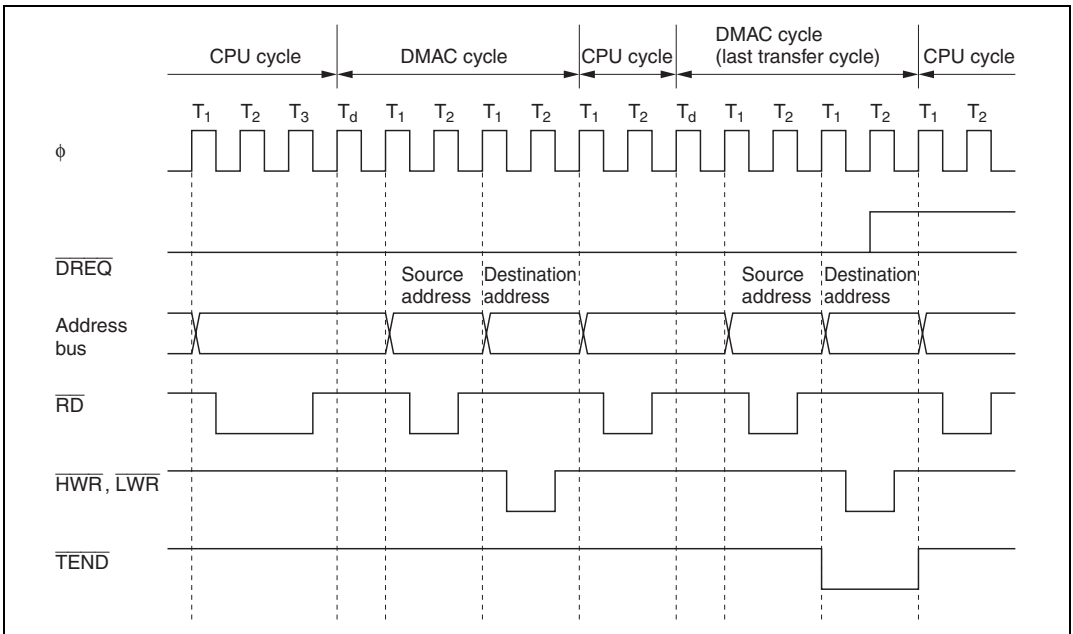 DMAC cycle
(last transfer cycle)
CPU cycle DMAC cycle CPU cycle CPU cycle
T1 T2 T3 Td T1 T2 T1 T2 T1 T2 Td T1 T2 T1 T2 T1 T2
ϕ
DREQ
Source Destination Source Destination
address address address address
Address
bus
RD
HWR, LWR
TEND